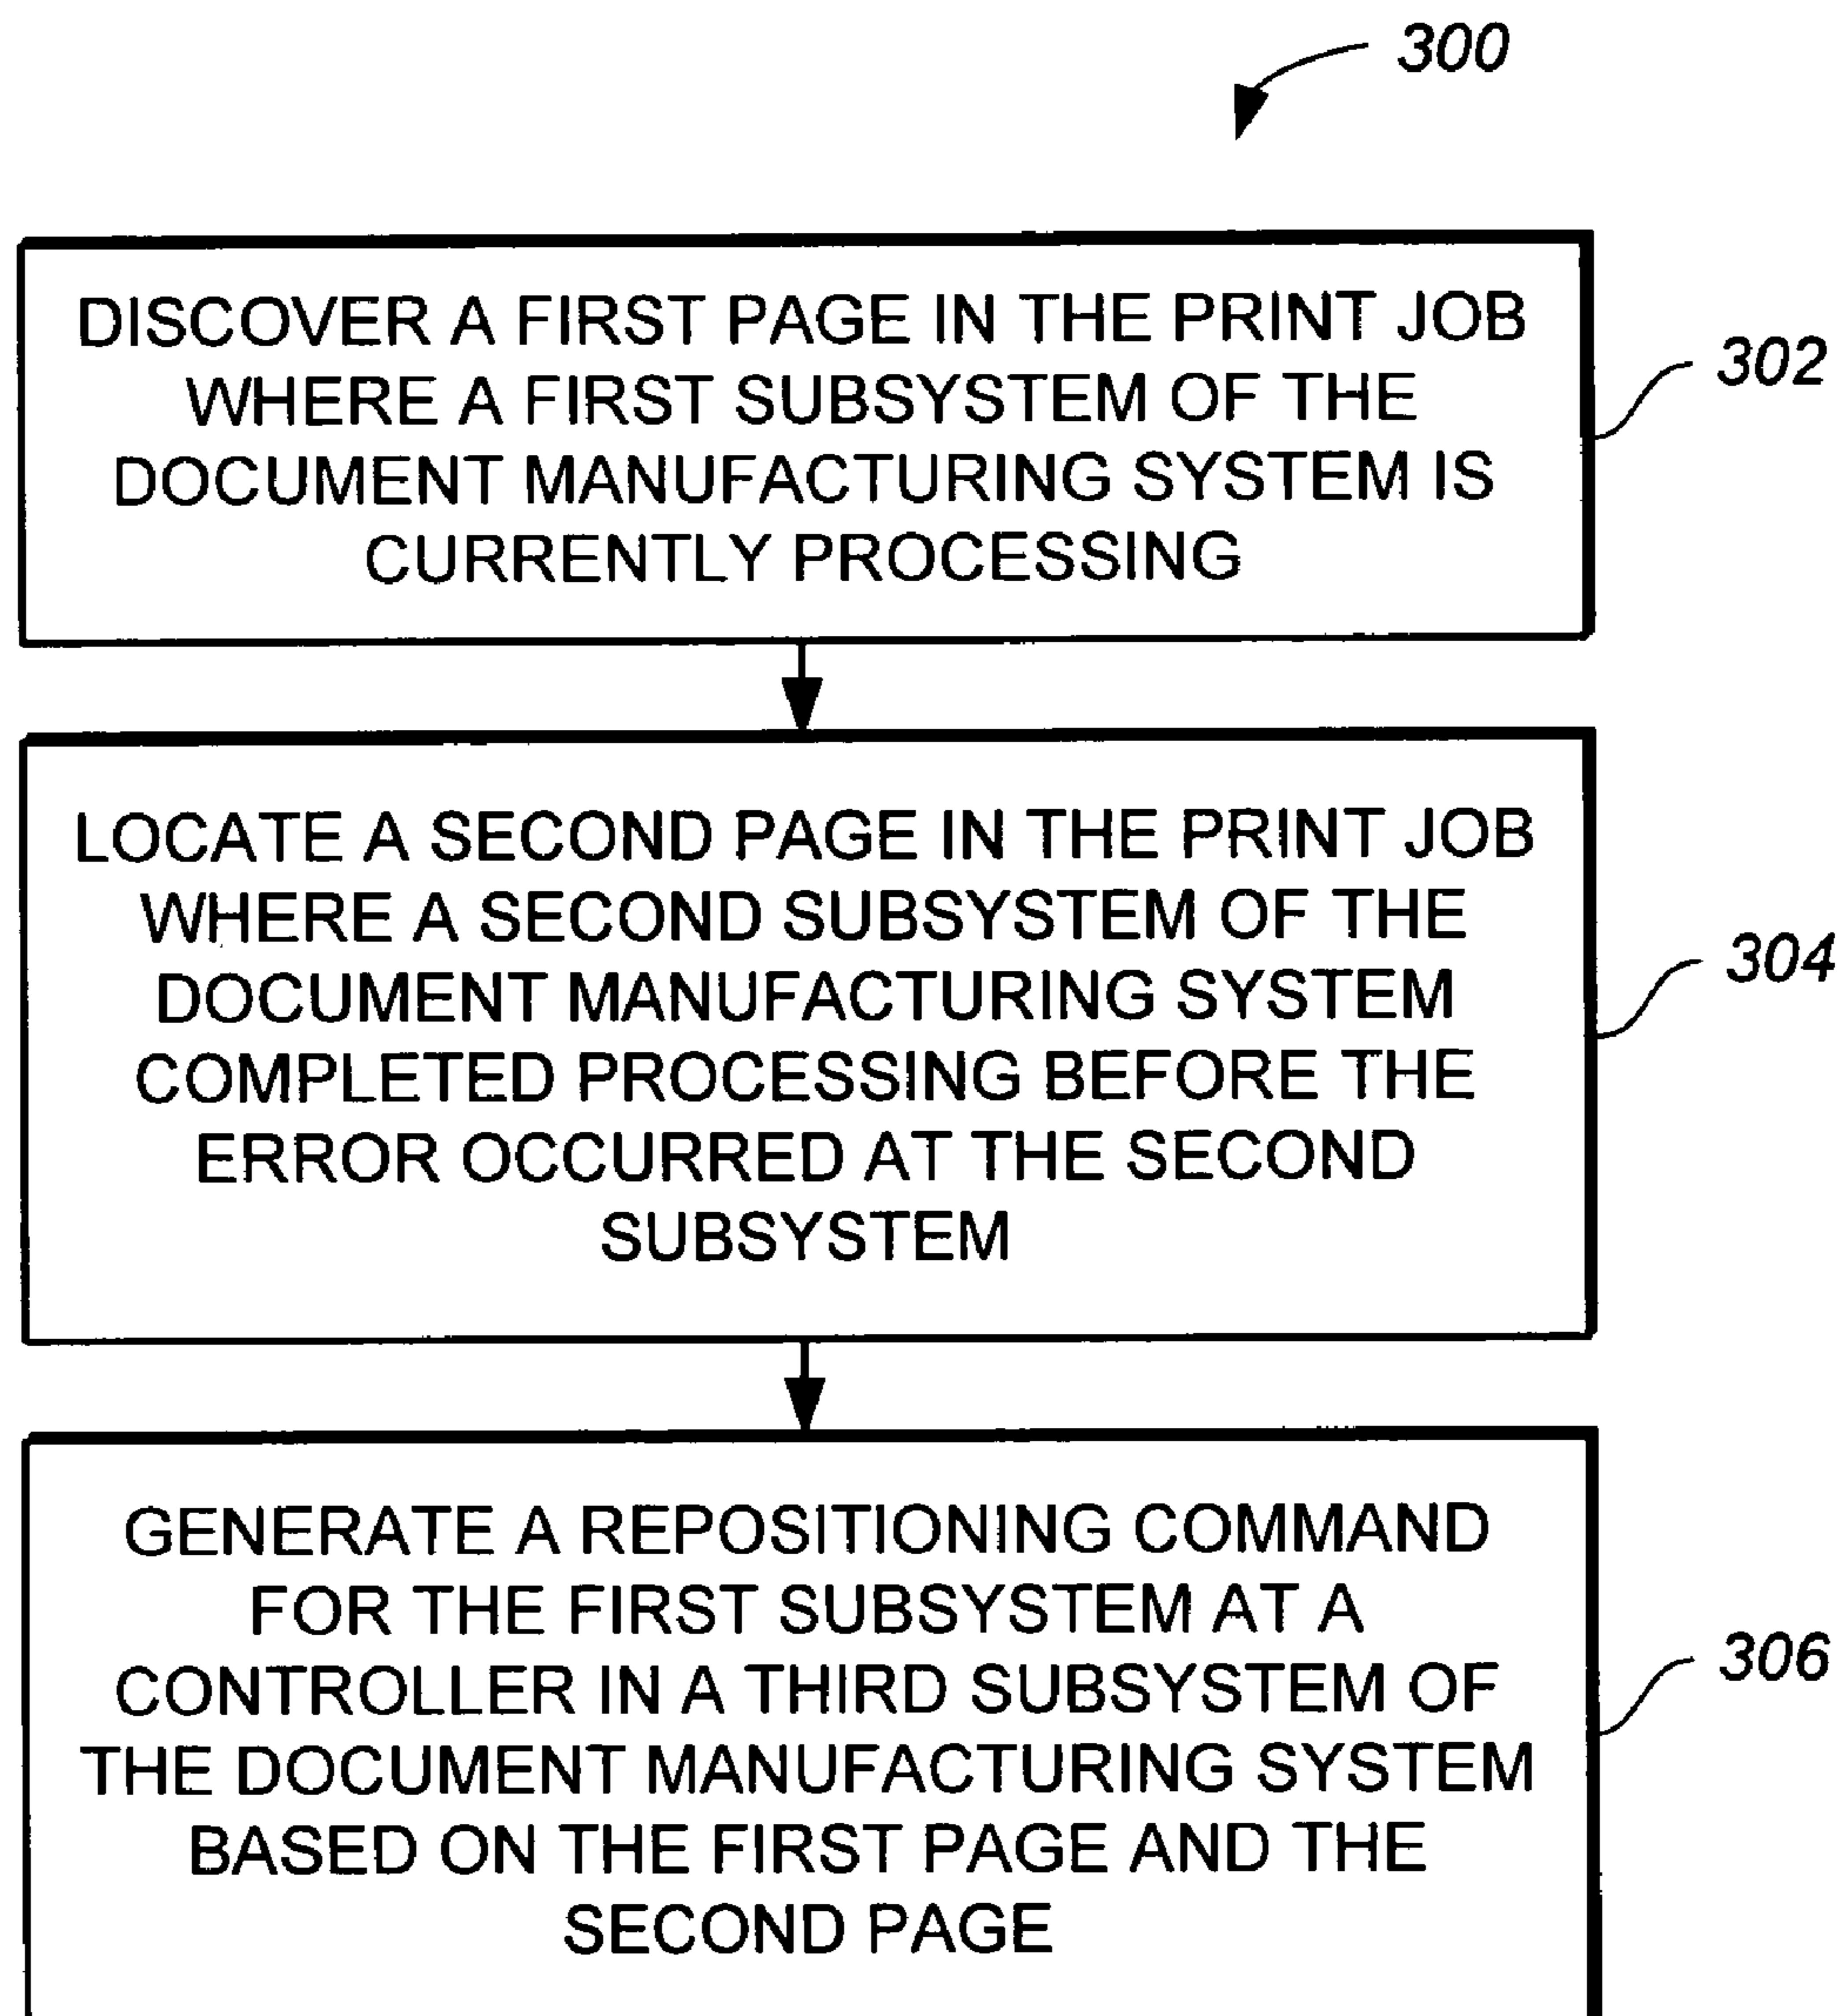 300
DISCOVER A FIRST PAGE IN THE PRINT JOB
WHERE A FIRST SUBSYSTEM OF THE
DOCUMENT MANUFACTURING SYSTEM IS
CURRENTLY PROCESSING
302
LOCATE A SECOND PAGE IN THE PRINT JOB
WHERE A SECOND SUBSYSTEM OF THE
DOCUMENT MANUFACTURING SYSTEM
COMPLETED PROCESSING BEFORE THE
ERROR OCCURRED AT THE SECOND
SUBSYSTEM
304
GENERATE A REPOSITIONING COMMAND
FOR THE FIRST SUBSYSTEM AT A
CONTROLLER IN A THIRD SUBSYSTEM OF
THE DOCUMENT MANUFACTURING SYSTEM
BASED ON THE FIRST PAGE AND THE
SECOND PAGE
306